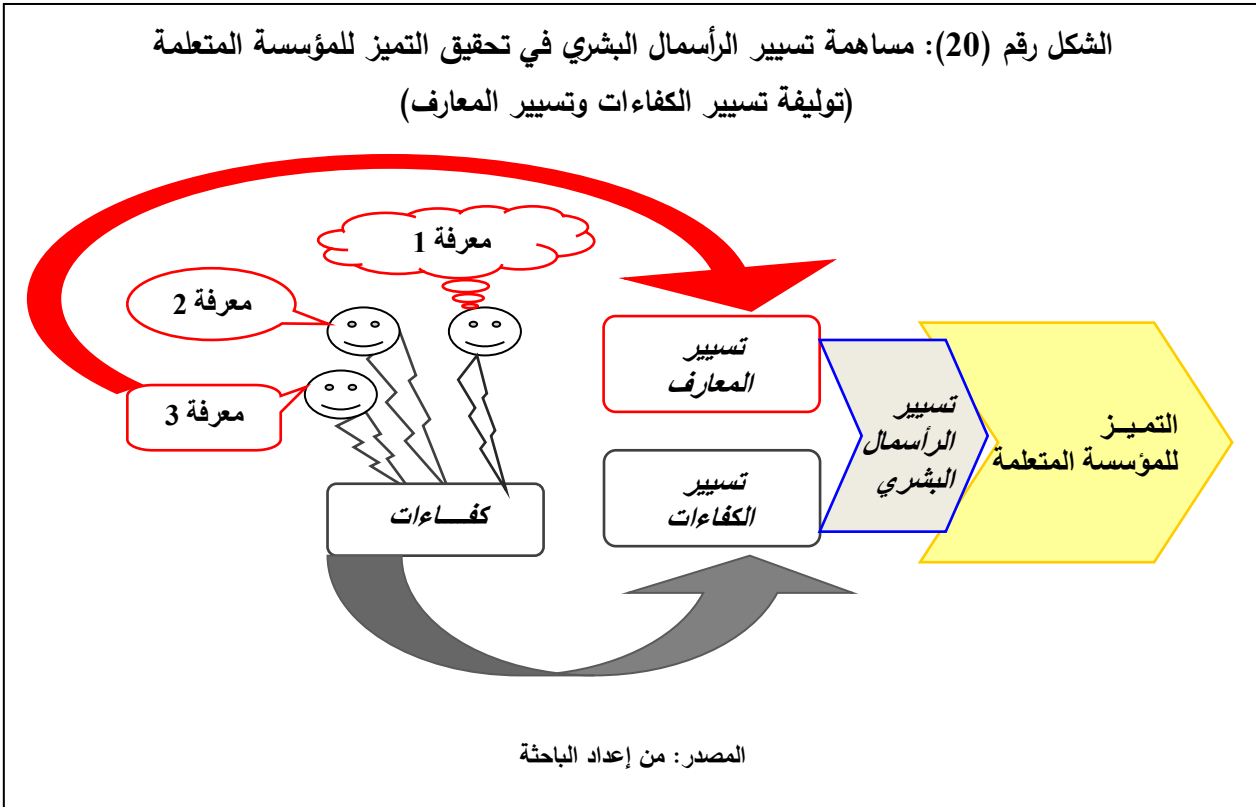 الشكل رقم (20): مساهمة تسيير الرأسمال البشري في تحقيق التميز للمؤسسة المتعلمة
(توليفة تسيير الكفاءات وتسيير المعارف)
معرفة 1
معرفة 2
معرفة 3
كفـــاءات
تسيير
المعارف
تسيير
الكفاءات
تسيير
الرأسمال
البشري
التميـــز
للمؤسسة المتعلمة
المصدر: من إعداد الباحثة